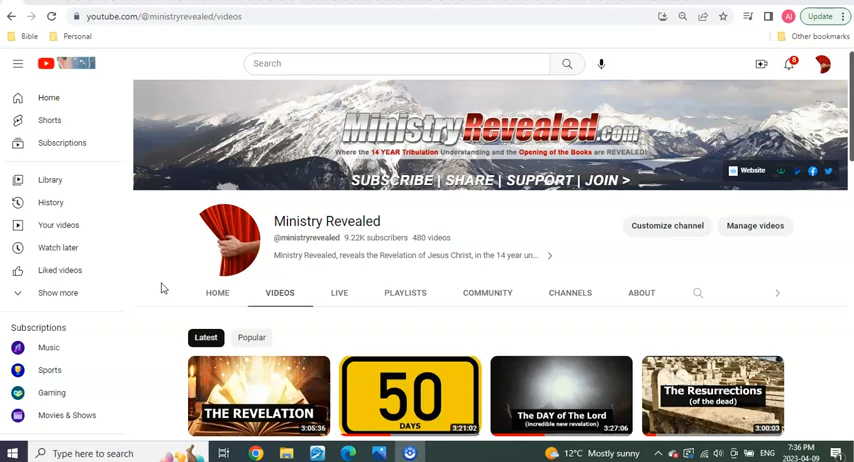 youtube.com/@ministryrevealed/videos
AI
Update
Bible
Personal
Other bookmarks
Search
8
Home
Shorts
Subscriptions
Library
History
Your videos
Watch later
Liked videos
Show more
Subscriptions
Music
Sports
Gaming
Movies & Shows
MinistryRevealed.com
Where the 14 YEAR Tribulation Understanding and the Opening of the Books are REVEALED!
SUBSCRIBE | SHARE | SUPPORT | JOIN >
Website
Ministry Revealed
@ministryrevealed 9.22K subscribers 480 videos
Ministry Revealed, reveals the Revelation of Jesus Christ, in the 14 year un...
Customize channel
Manage videos
HOME
VIDEOS
LIVE
PLAYLISTS
COMMUNITY
CHANNELS
ABOUT
Latest
Popular
THE REVELATION
3:05:36
50
DAYS
3:21:02
The DAY of The Lord
(incredible new revelation)
3:27:06
The Resurrections
(of the dead)
3:00:03
Type here to search
12°C Mostly sunny
ENG
7:36 PM
2023-04-09
1